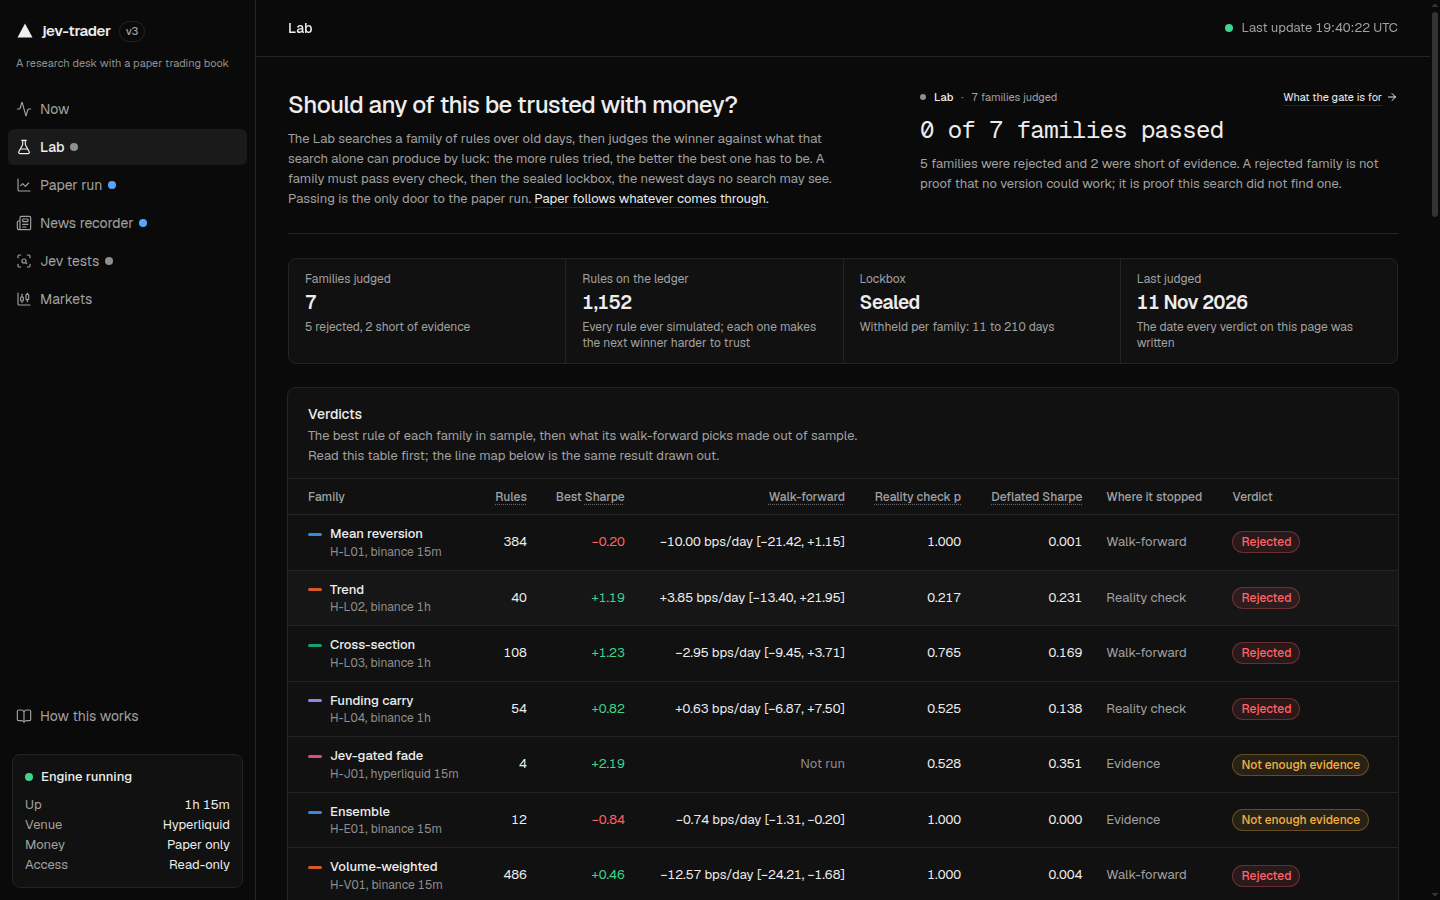 jev-trader v3
A research desk with a paper trading book
Now
Lab
Paper run
News recorder
Jev tests
Markets
How this works
Engine running
Up 1h 15m
Venue Hyperliquid
Money Paper only
Access Read-only
Lab
Last update 19:40:22 UTC
Should any of this be trusted with money?
The Lab searches a family of rules over old days, then judges the winner against what that
search alone can produce by luck: the more rules tried, the better the best one has to be. A
family must pass every check, then the sealed lockbox, the newest days no search may see.
Passing is the only door to the paper run. Paper follows whatever comes through.
Lab · 7 families judged
What the gate is for →
0 of 7 families passed
5 families were rejected and 2 were short of evidence. A rejected family is not
proof that no version could work; it is proof this search did not find one.
Families judged
7
5 rejected, 2 short of evidence
Rules on the ledger
1,152
Every rule ever simulated; each one makes
the next winner harder to trust
Lockbox
Sealed
Withheld per family: 11 to 210 days
Last judged
11 Nov 2026
The date every verdict on this page was
written
Verdicts
The best rule of each family in sample, then what its walk-forward picks made out of sample.
Read this table first; the line map below is the same result drawn out.
Family Rules Best Sharpe Walk-forward Reality check p Deflated Sharpe Where it stopped Verdict
Mean reversion 384 −0.20 −10.00 bps/day [−21.42, +1.15] 1.000 0.001 Walk-forward Rejected
H-L01, binance 15m
Trend 40 +1.19 +3.85 bps/day [−13.40, +21.95] 0.217 0.231 Reality check Rejected
H-L02, binance 1h
Cross-section 108 +1.23 −2.95 bps/day [−9.45, +3.71] 0.765 0.169 Walk-forward Rejected
H-L03, binance 1h
Funding carry 54 +0.82 +0.63 bps/day [−6.87, +7.50] 0.525 0.138 Reality check Rejected
H-L04, binance 1h
Jev-gated fade 4 +2.19 Not run 0.528 0.351 Evidence Not enough evidence
H-J01, hyperliquid 15m
Ensemble 12 −0.84 −0.74 bps/day [−1.31, −0.20] 1.000 0.000 Evidence Not enough evidence
H-E01, binance 15m
Volume-weighted 486 +0.46 −12.57 bps/day [−24.21, −1.68] 1.000 0.004 Walk-forward Rejected
H-V01, binance 15m